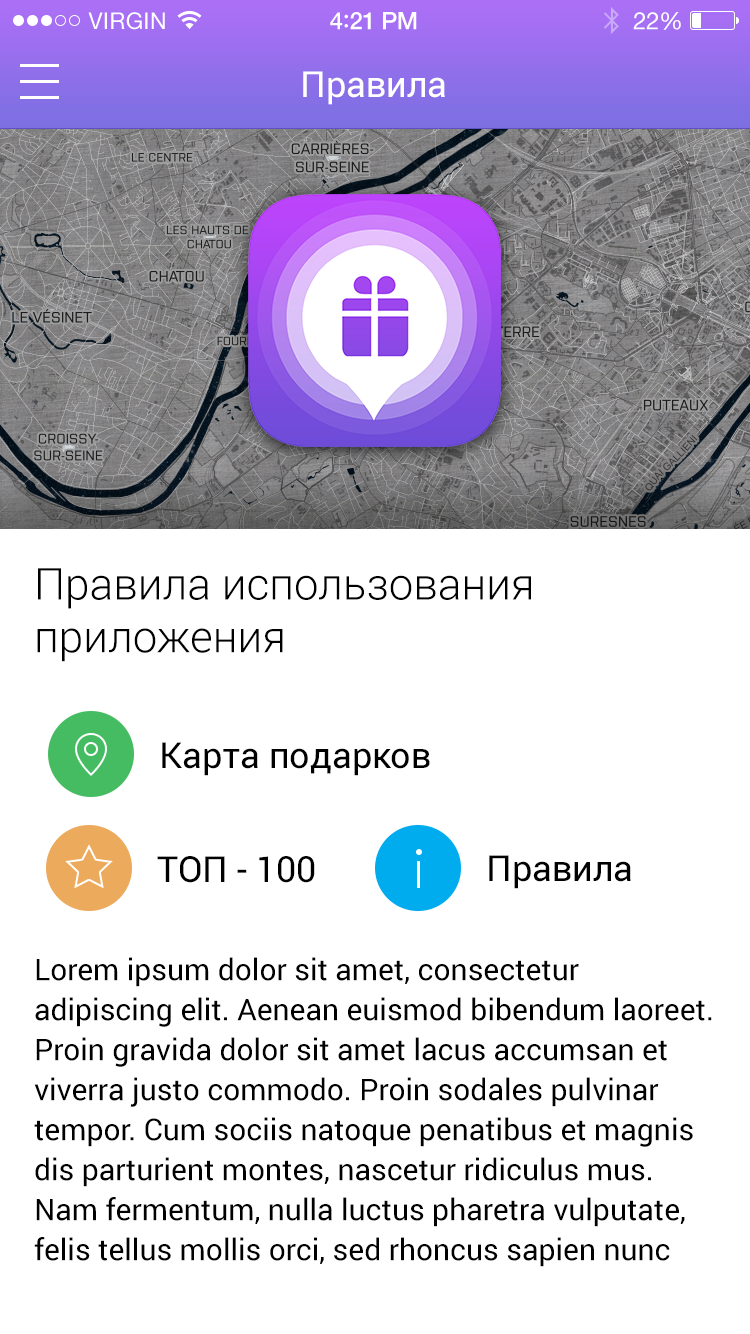 VIRGIN 4:21 PM 22%
Правила
CARRIÈRES-
SUR-SEINE
LE CENTRE
LES HAUTS DE
CHATOU
CHATOU
LE VÉSINET
FOUR
ERRE
PUTEAUX
CROISSY-
SUR-SEINE
QUAI GALLIENI
SURESNES
Правила использования
приложения
Карта подарков
ТОП - 100
Правила
Lorem ipsum dolor sit amet, consectetur
adipiscing elit. Aenean euismod bibendum laoreet.
Proin gravida dolor sit amet lacus accumsan et
viverra justo commodo. Proin sodales pulvinar
tempor. Cum sociis natoque penatibus et magnis
dis parturient montes, nascetur ridiculus mus.
Nam fermentum, nulla luctus pharetra vulputate,
felis tellus mollis orci, sed rhoncus sapien nunc